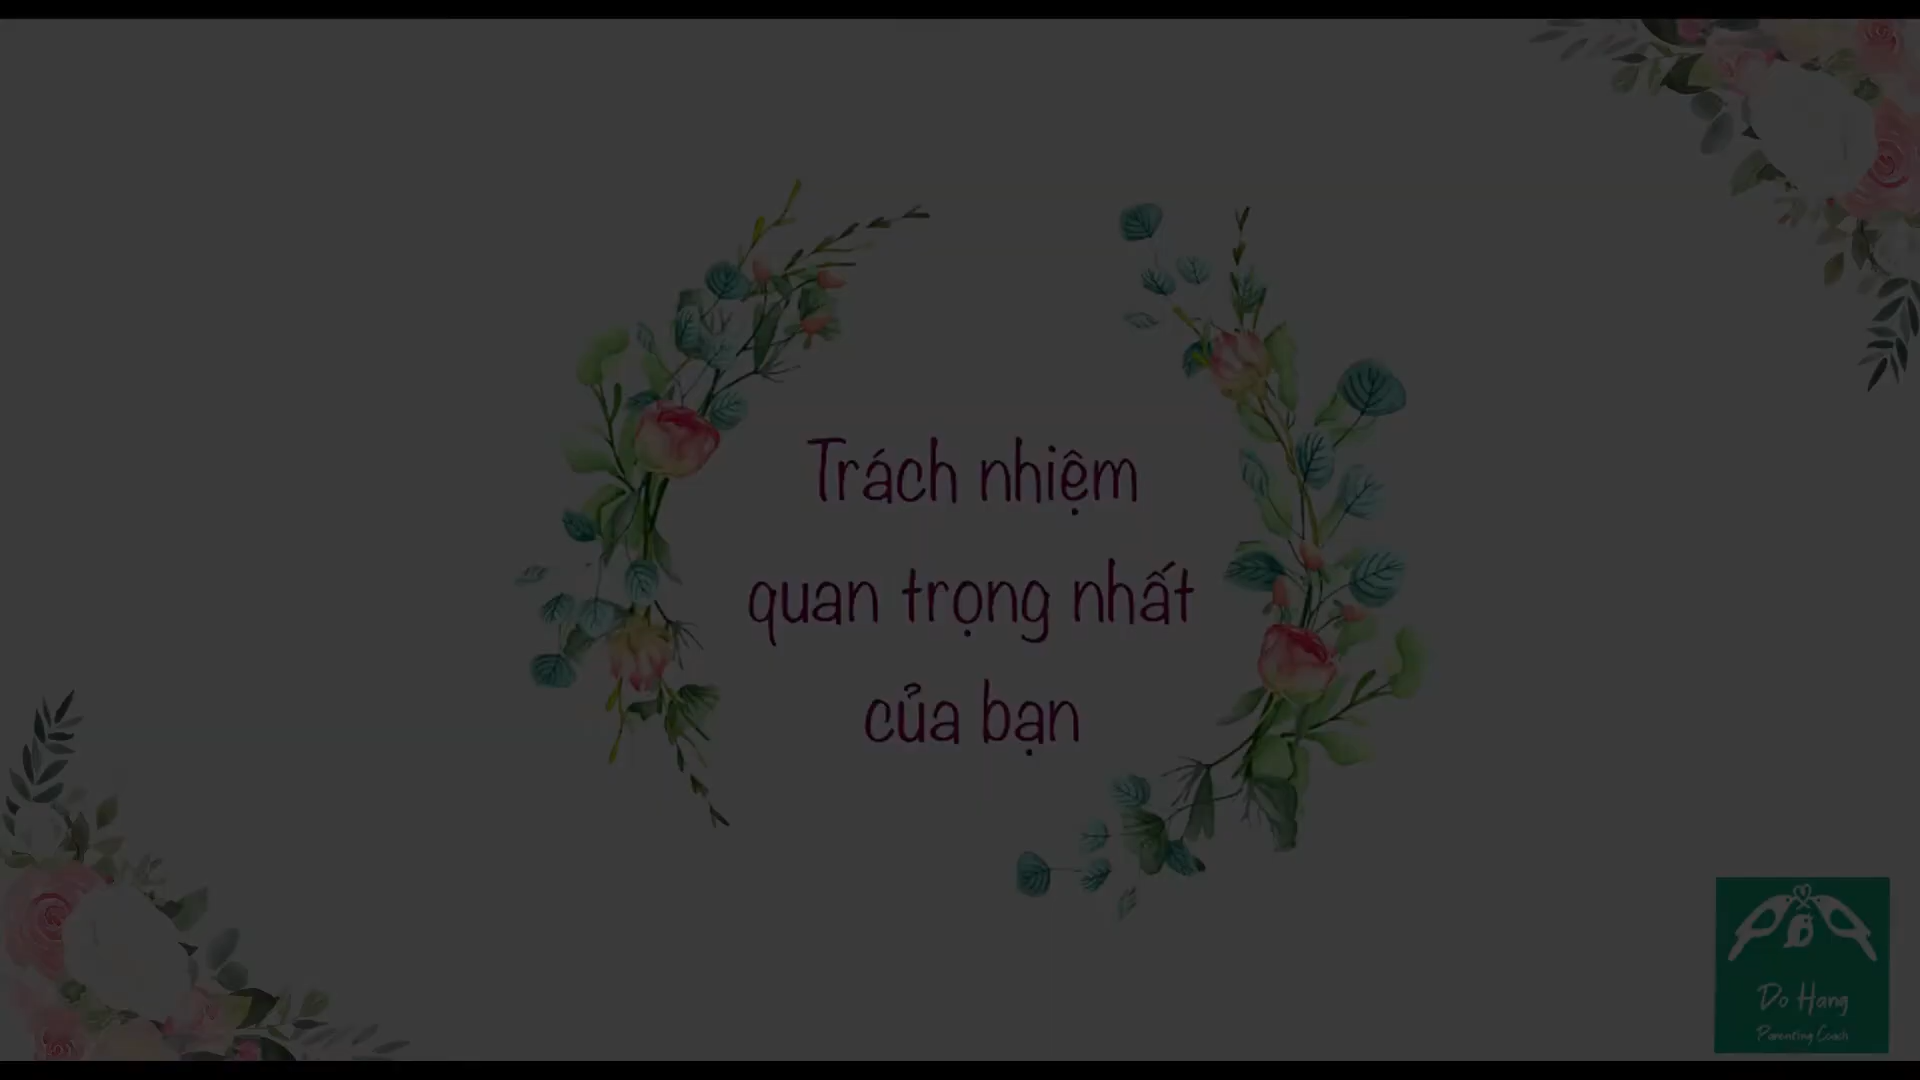 Trách nhiệm
quan trọng nhất
của bạn
Do Hang
Parenting Coach